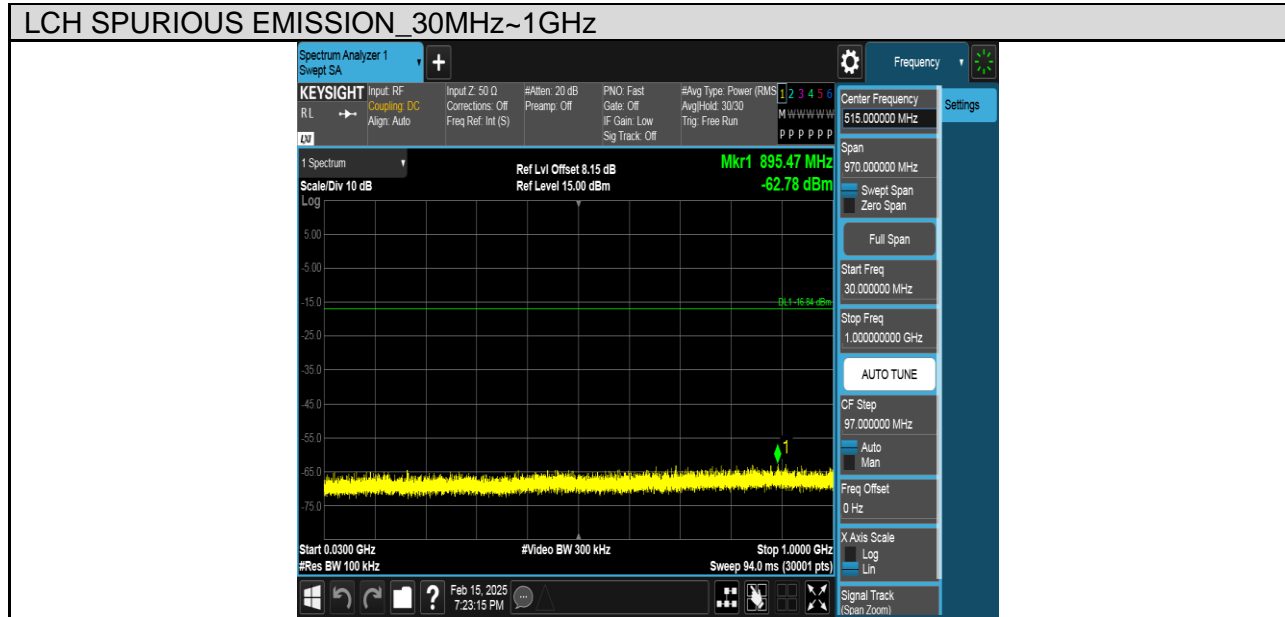 LCH SPURIOUS EMISSION_30MHz~1GHz
Spectrum Analyzer 1
Swept SA
+
Frequency
KEYSIGHT
RL
LXI
Input: RF
Coupling: DC
Align: Auto
Input Z: 50 Ω
Corrections: Off
Freq Ref: Int (S)
#Atten: 20 dB
Preamp: Off
PNO: Fast
Gate: Off
IF Gain: Low
Sig Track: Off
#Avg Type: Power (RMS
Avg|Hold: 30/30
Trig: Free Run
1 2 3 4 5 6
M W W W W W
P P P P P P
1 Spectrum
Scale/Div 10 dB
Log
Ref Lvl Offset 8.15 dB
Ref Level 15.00 dBm
Mkr1 895.47 MHz
-62.78 dBm
5.00
-5.00
-15.0
DL1 -16.84 dBm
-25.0
-35.0
-45.0
-55.0
1
-65.0
-75.0
Start 0.0300 GHz
#Res BW 100 kHz
#Video BW 300 kHz
Stop 1.0000 GHz
Sweep 94.0 ms (30001 pts)
?
Feb 15, 2025
7:23:15 PM
Center Frequency
515.000000 MHz
Settings
Span
970.000000 MHz
Swept Span
Zero Span
Full Span
Start Freq
30.000000 MHz
Stop Freq
1.000000000 GHz
AUTO TUNE
CF Step
97.000000 MHz
Auto
Man
Freq Offset
0 Hz
X Axis Scale
Log
Lin
Signal Track
(Span Zoom)